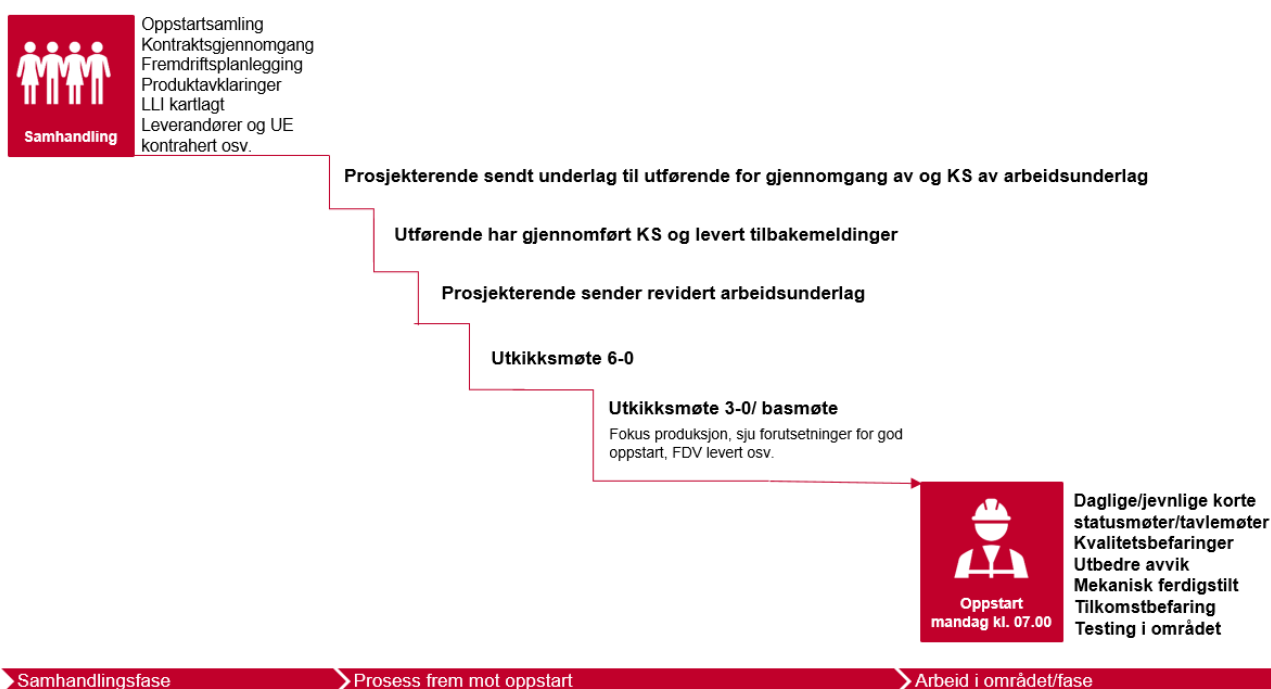 Oppstartsamling
Kontraktsgjennomgang
Fremdriftsplanlegging
Produktavklaringer
LLI kartlagt
Leverandører og UE
kontrahert osv.
Samhandling
Prosjekterende sendt underlag til utførende for gjennomgang av og KS av arbeidsunderlag
Utførende har gjennomført KS og levert tilbakemeldinger
Prosjekterende sender revidert arbeidsunderlag
Utkikksmøte 6-0
Utkikksmøte 3-0/ basmøte
Fokus produksjon, sju forutsetninger for god
oppstart, FDV levert osv.
Oppstart
mandag kl. 07.00
Daglige/jevnlige korte
statusmøter/tavlemøter
Kvalitetsbefaringer
Utbedre avvik
Mekanisk ferdigstilt
Tilkomstbefaring
Testing i området
Samhandlingsfase
Prosess frem mot oppstart
Arbeid i området/fase